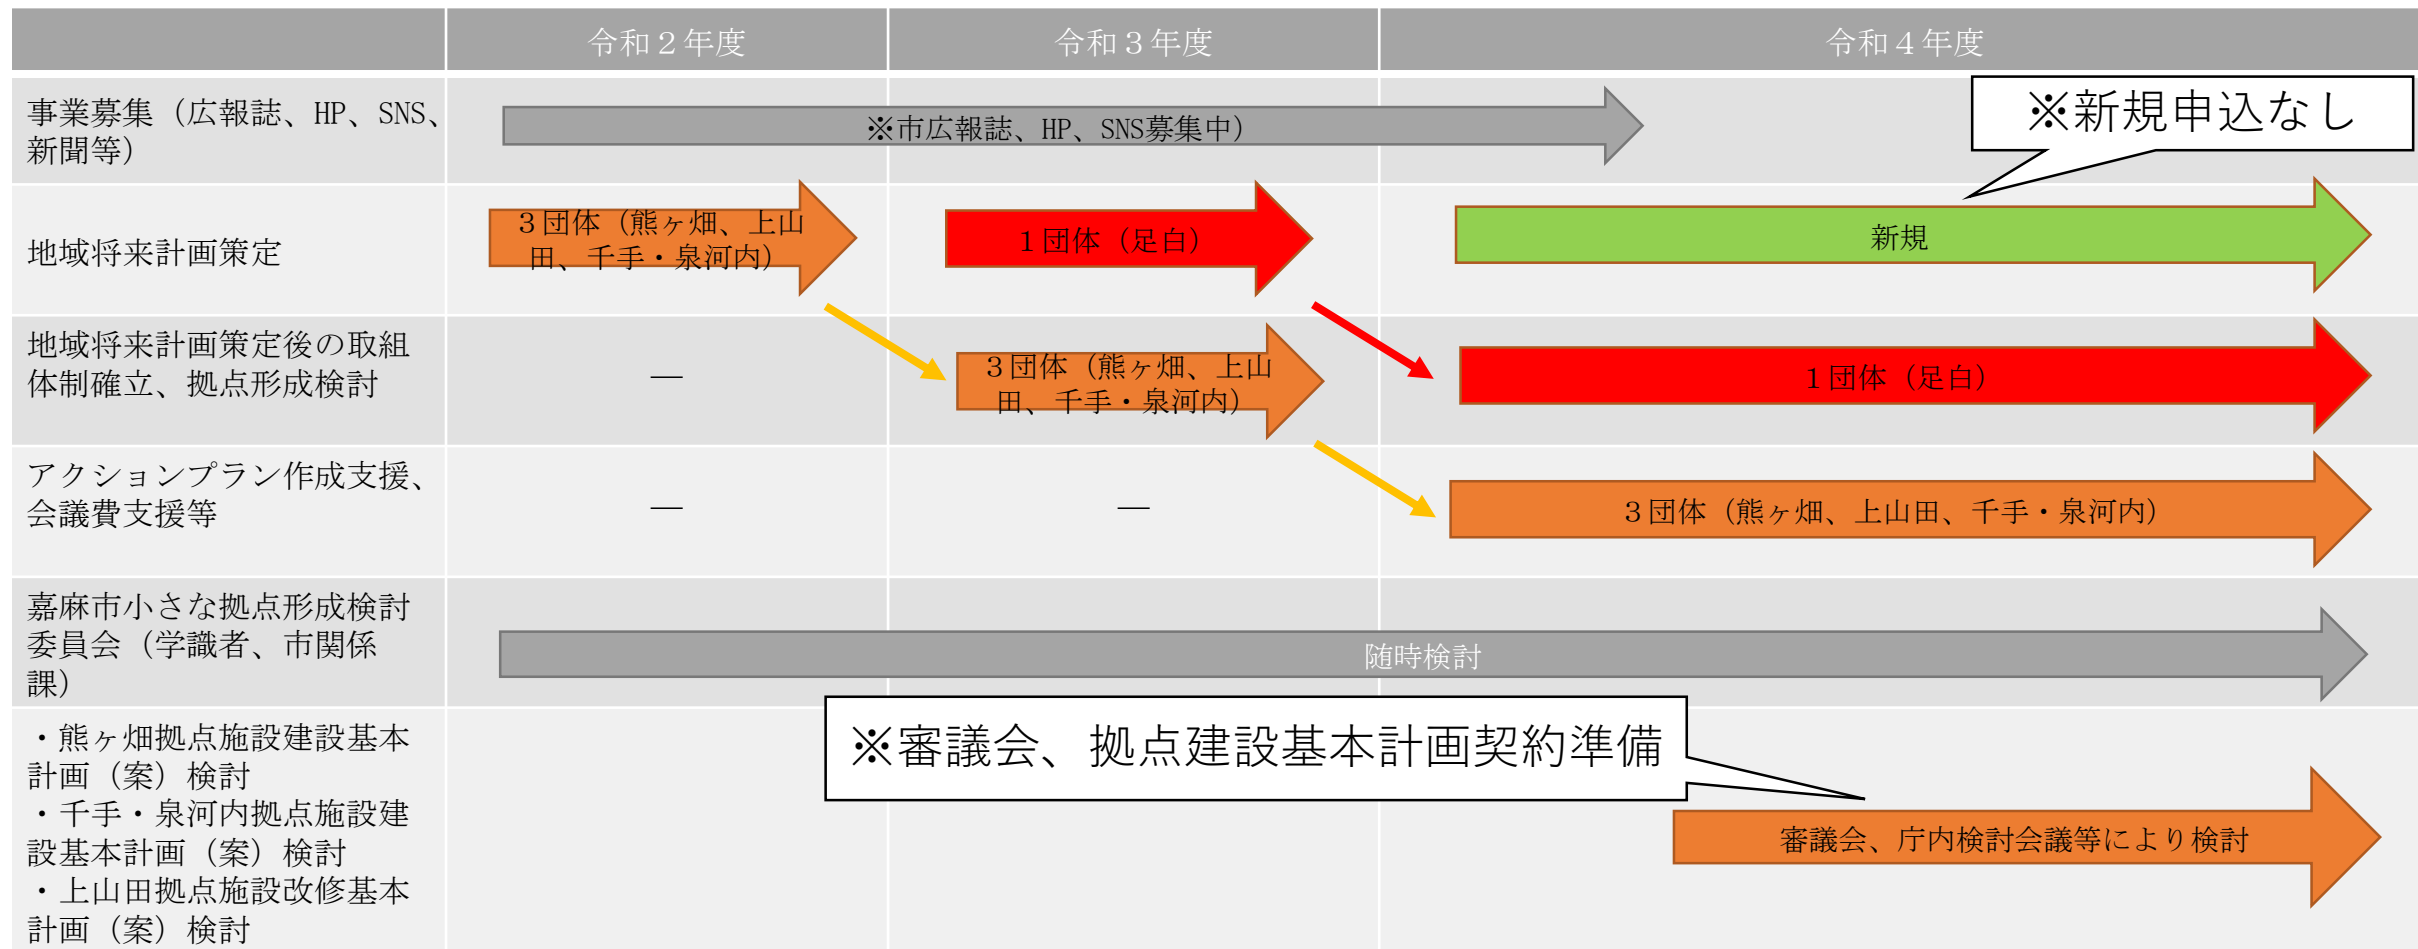 令和２年度
令和３年度
令和４年度
事業募集（広報誌、HP、SNS、
新聞等）
※市広報誌、HP、SNS募集中）
※新規申込なし
地域将来計画策定
３団体（熊ヶ畑、上山
田、千手・泉河内）
１団体（足白）
新規
地域将来計画策定後の取組
体制確立、拠点形成検討
―
３団体（熊ヶ畑、上山
田、千手・泉河内）
１団体（足白）
アクションプラン作成支援、
会議費支援等
―
―
３団体（熊ヶ畑、上山田、千手・泉河内）
嘉麻市小さな拠点形成検討
委員会（学識者、市関係
課）
随時検討
※審議会、拠点建設基本計画契約準備
・熊ヶ畑拠点施設建設基本
計画（案）検討
・千手・泉河内拠点施設建
設基本計画（案）検討
・上山田拠点施設改修基本
計画（案）検討
審議会、庁内検討会議等により検討